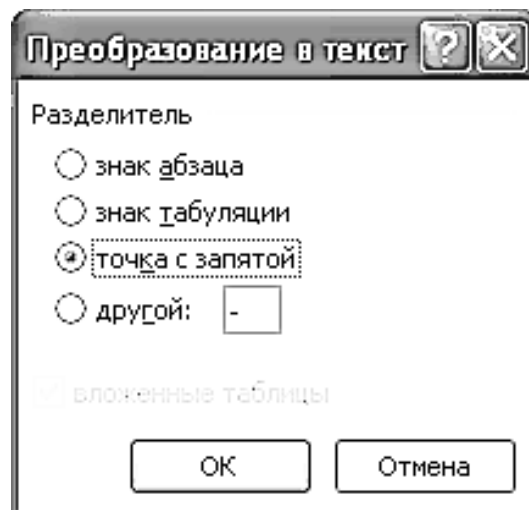 Преобразование в текст
Разделитель
знак абзаца
знак табуляции
точка с запятой
другой: -
вложенные таблицы
ОК Отмена